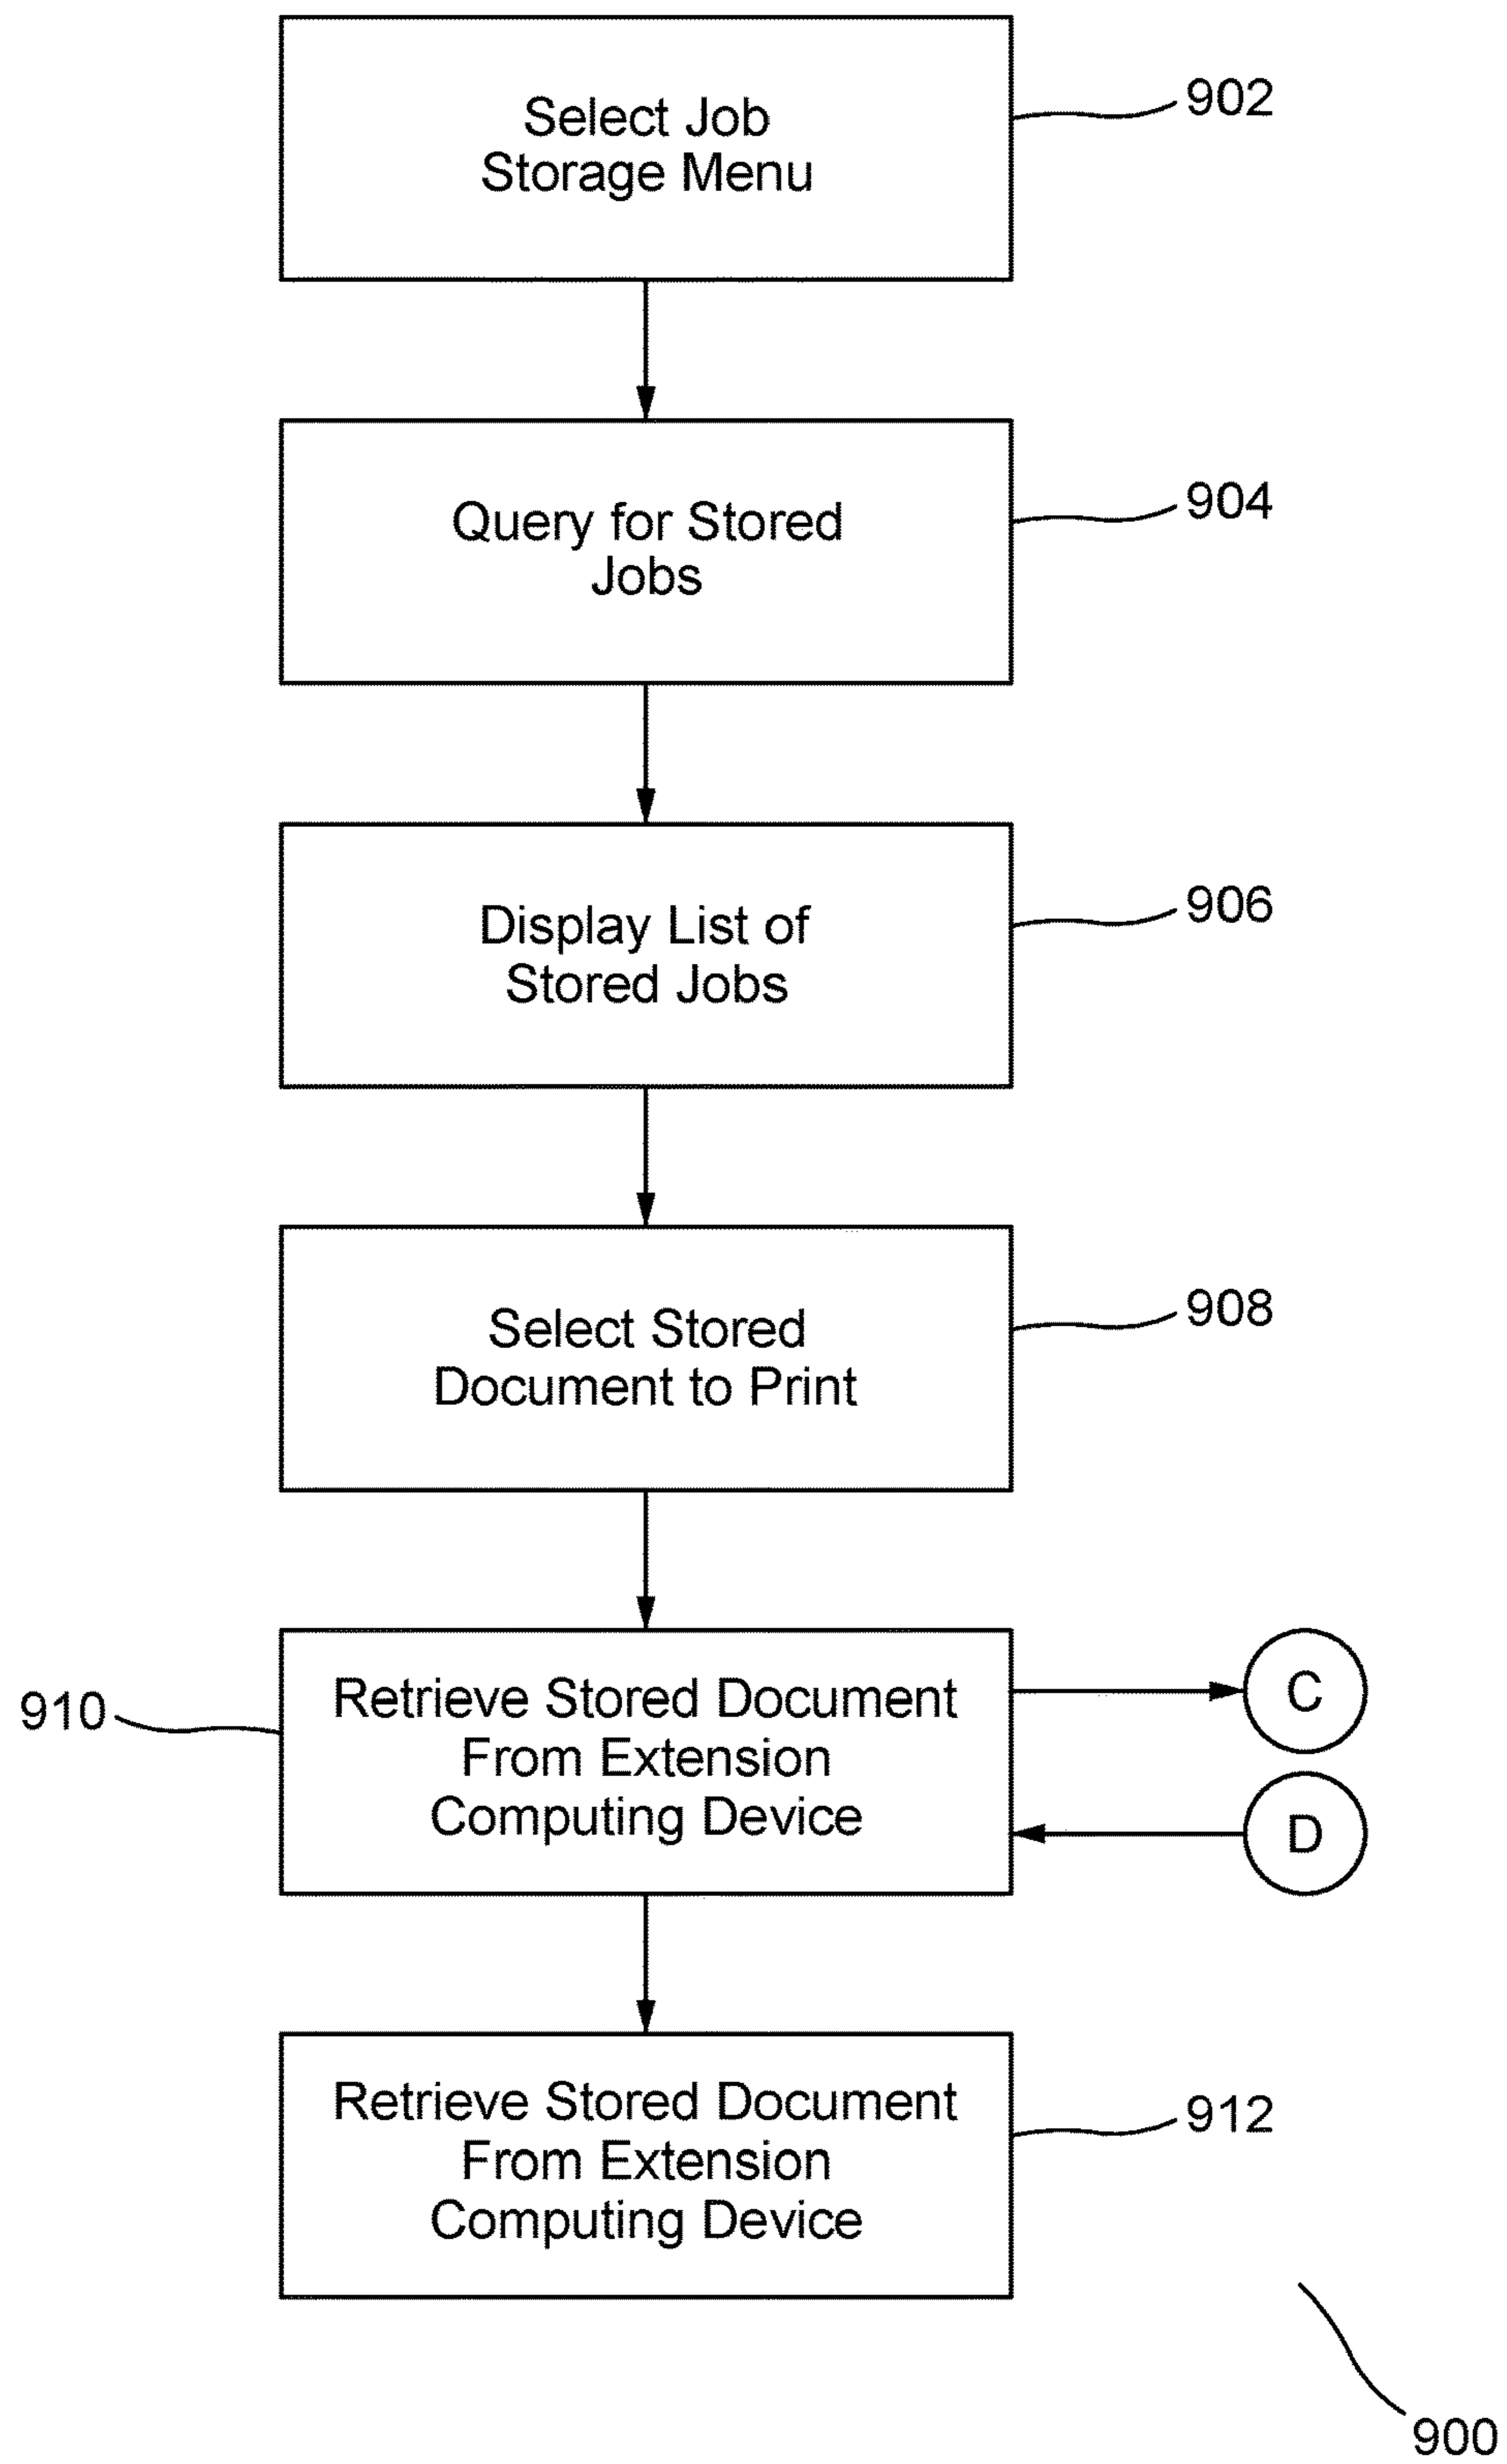 Select Job
Storage Menu
902
Query for Stored
Jobs
904
Display List of
Stored Jobs
906
Select Stored
Document to Print
908
910
Retrieve Stored Document
From Extension
Computing Device
C
D
Retrieve Stored Document
From Extension
Computing Device
912
900